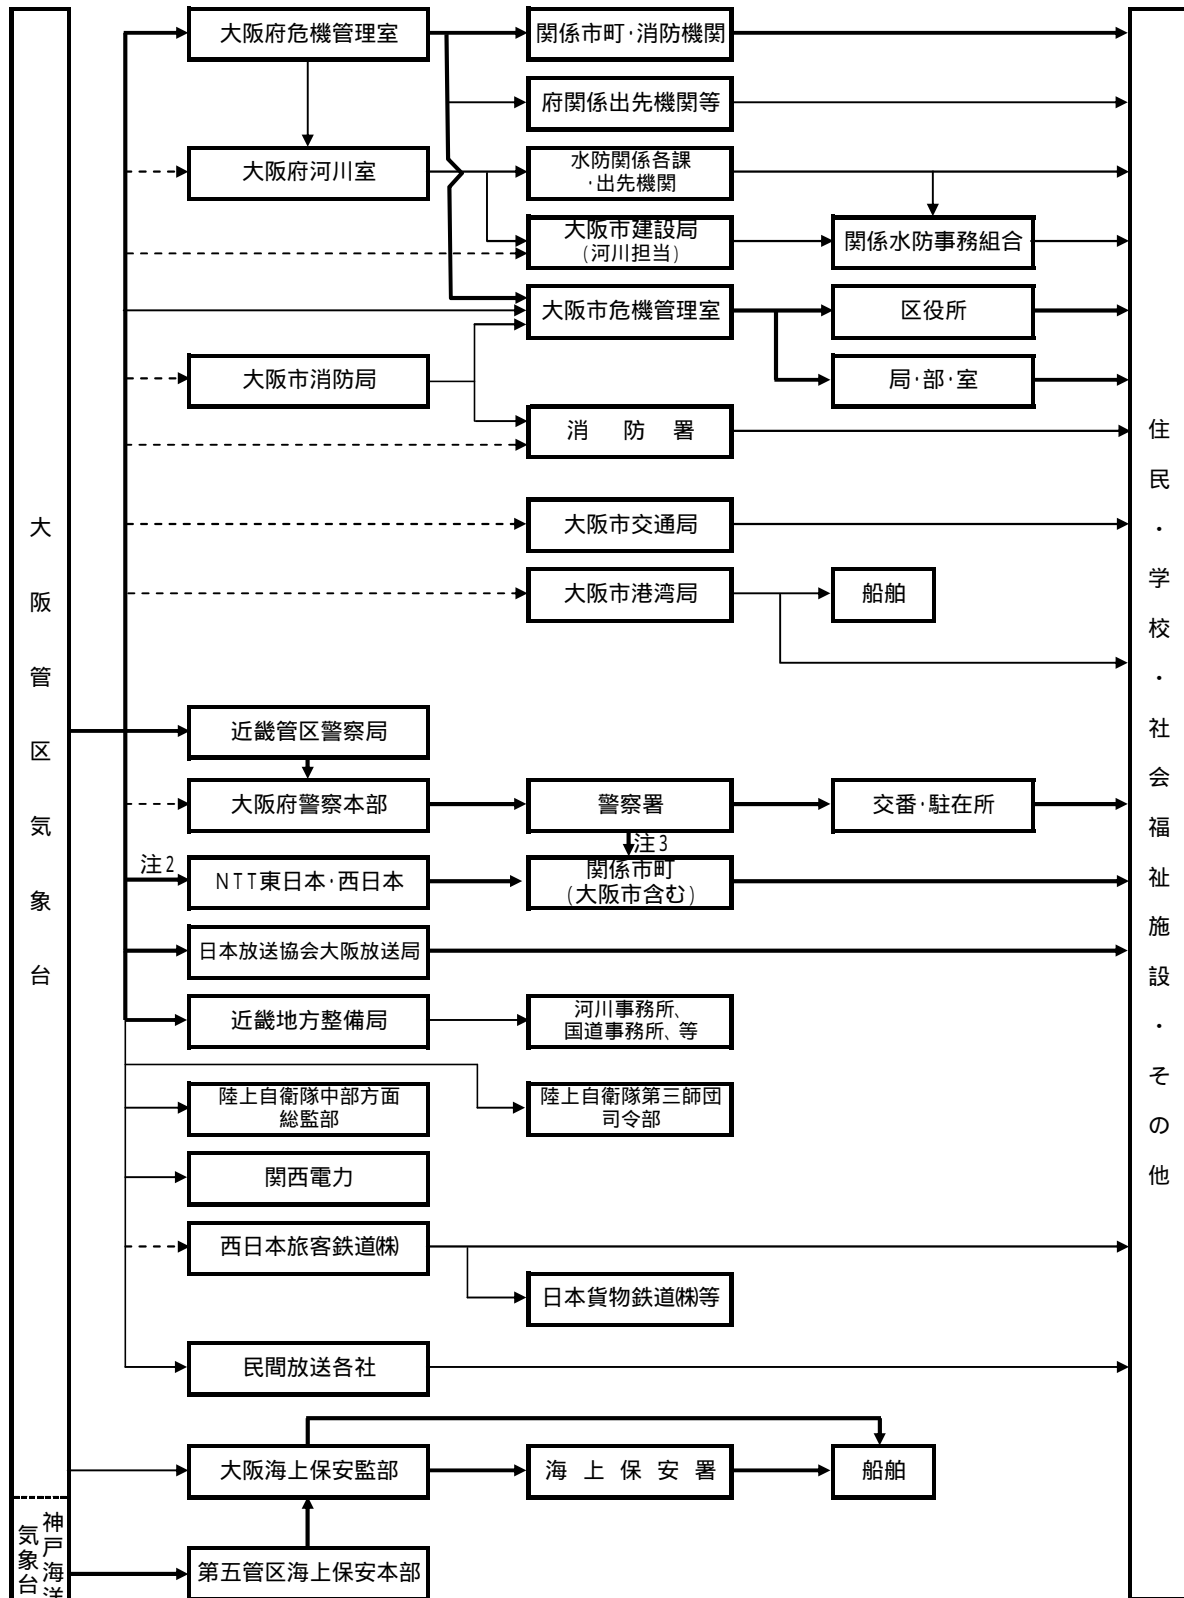 大阪管区気象台
神戸海洋
気象台
大阪府危機管理室
関係市町・消防機関
府関係出先機関等
大阪府河川室
水防関係各課
・出先機関
大阪市建設局
(河川担当)
関係水防事務組合
大阪市危機管理室
区役所
大阪市消防局
局・部・室
消防署
大阪市交通局
大阪市港湾局
船舶
近畿管区警察局
大阪府警察本部
警察署
交番・駐在所
注2
注3
NTT東日本・西日本
関係市町
(大阪市含む)
日本放送協会大阪放送局
近畿地方整備局
河川事務所、
国道事務所、等
陸上自衛隊中部方面
総監部
陸上自衛隊第三師団
司令部
関西電力
西日本旅客鉄道㈱
日本貨物鉄道㈱等
民間放送各社
大阪海上保安監部
海上保安署
船舶
第五管区海上保安本部
住民・学校・社会福祉施設・その他